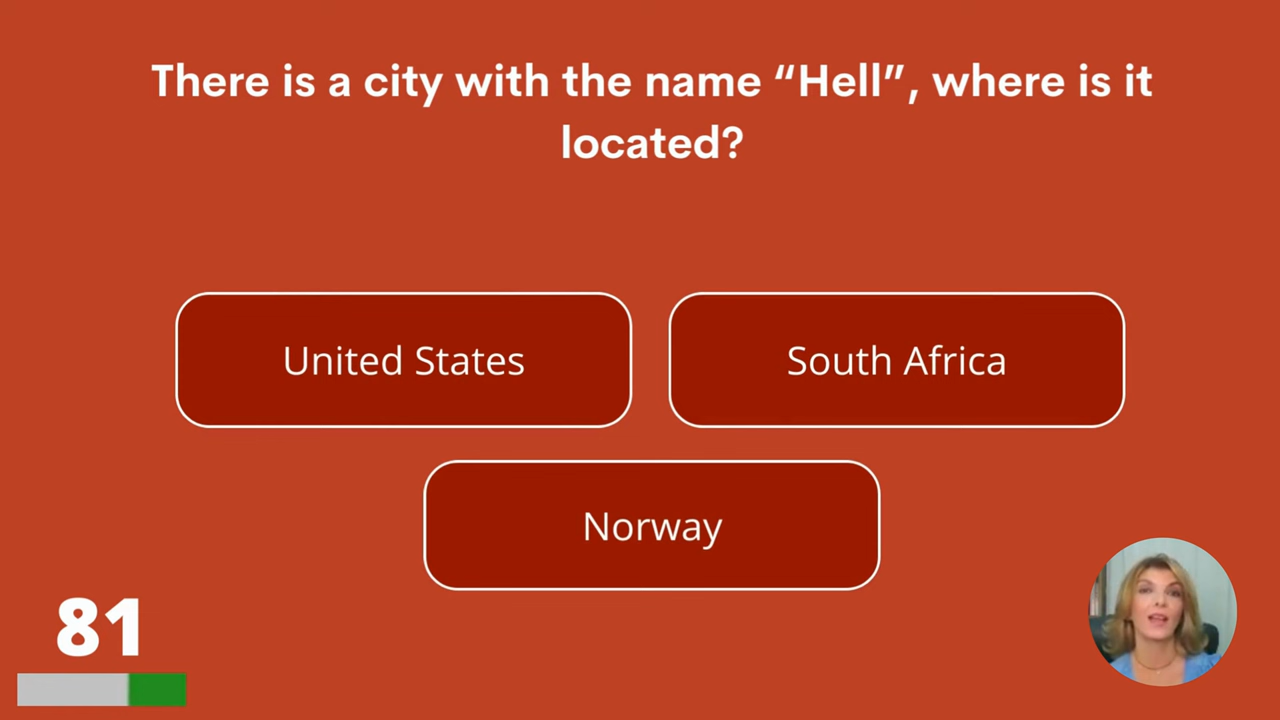 There is a city with the name “Hell”, where is it
located?
United States
South Africa
Norway
81